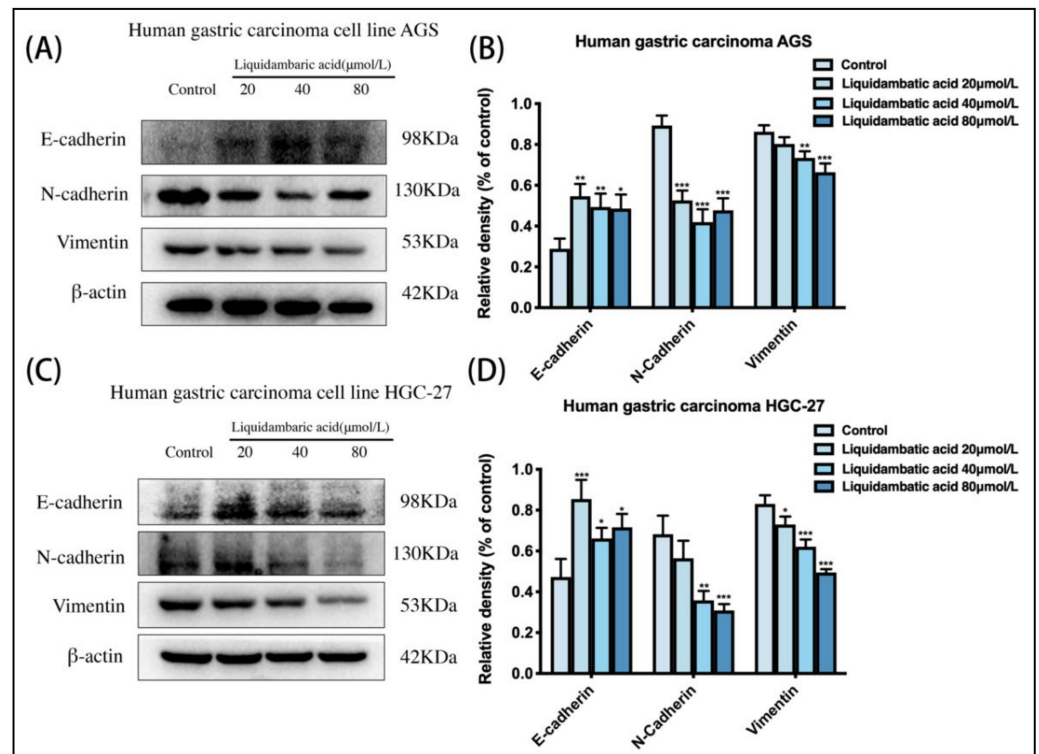 (A)
Human gastric carcinoma cell line AGS
Liquidambaric acid(μmol/L)
Control 20 40 80
E-cadherin 98KDa
N-cadherin 130KDa
Vimentin 53KDa
β-actin 42KDa
(B)
Human gastric carcinoma AGS
Control
Liquidambatic acid 20μmol/L
Liquidambatic acid 40μmol/L
Liquidambatic acid 80μmol/L
Relative density (% of control)
1.0
0.8
0.6
0.4
0.2
0.0
** ** *
*** *** ***
** ***
E-cadherin
N-Cadherin
Vimentin
(C)
Human gastric carcinoma cell line HGC-27
Liquidambaric acid(μmol/L)
Control 20 40 80
E-cadherin 98KDa
N-cadherin 130KDa
Vimentin 53KDa
β-actin 42KDa
(D)
Human gastric carcinoma HGC-27
Control
Liquidambatic acid 20μmol/L
Liquidambatic acid 40μmol/L
Liquidambatic acid 80μmol/L
Relative density (% of control)
1.0
0.8
0.6
0.4
0.2
0.0
*** * *
** ***
* *** ***
E-cadherin
N-Cadherin
Vimentin